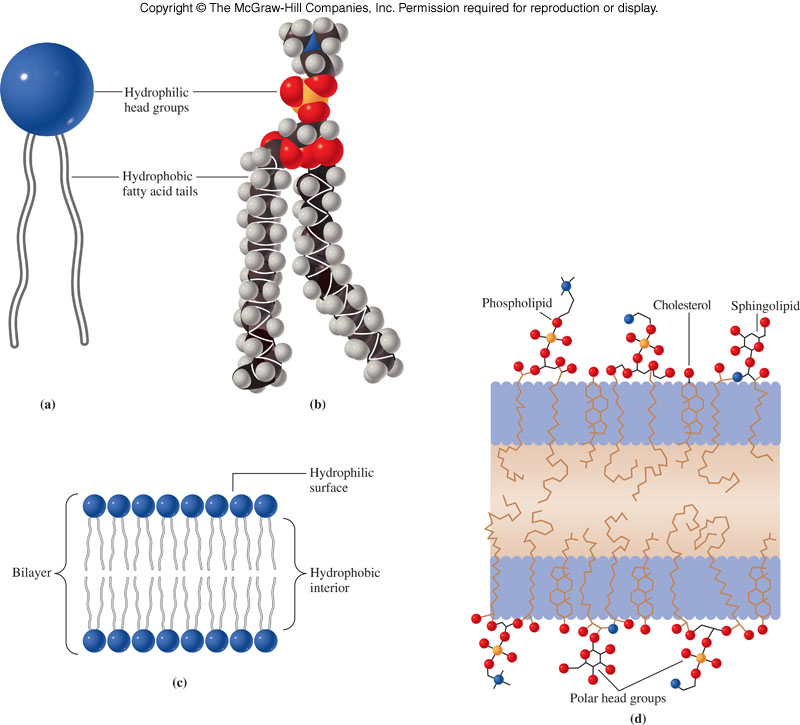 Copyright © The McGraw-Hill Companies, Inc. Permission required for reproduction or display.
Hydrophilic
head groups
Hydrophobic
fatty acid tails
(a)
(b)
Hydrophilic
surface
Bilayer
Hydrophobic
interior
(c)
Phospholipid
Cholesterol
Sphingolipid
Polar head groups
(d)